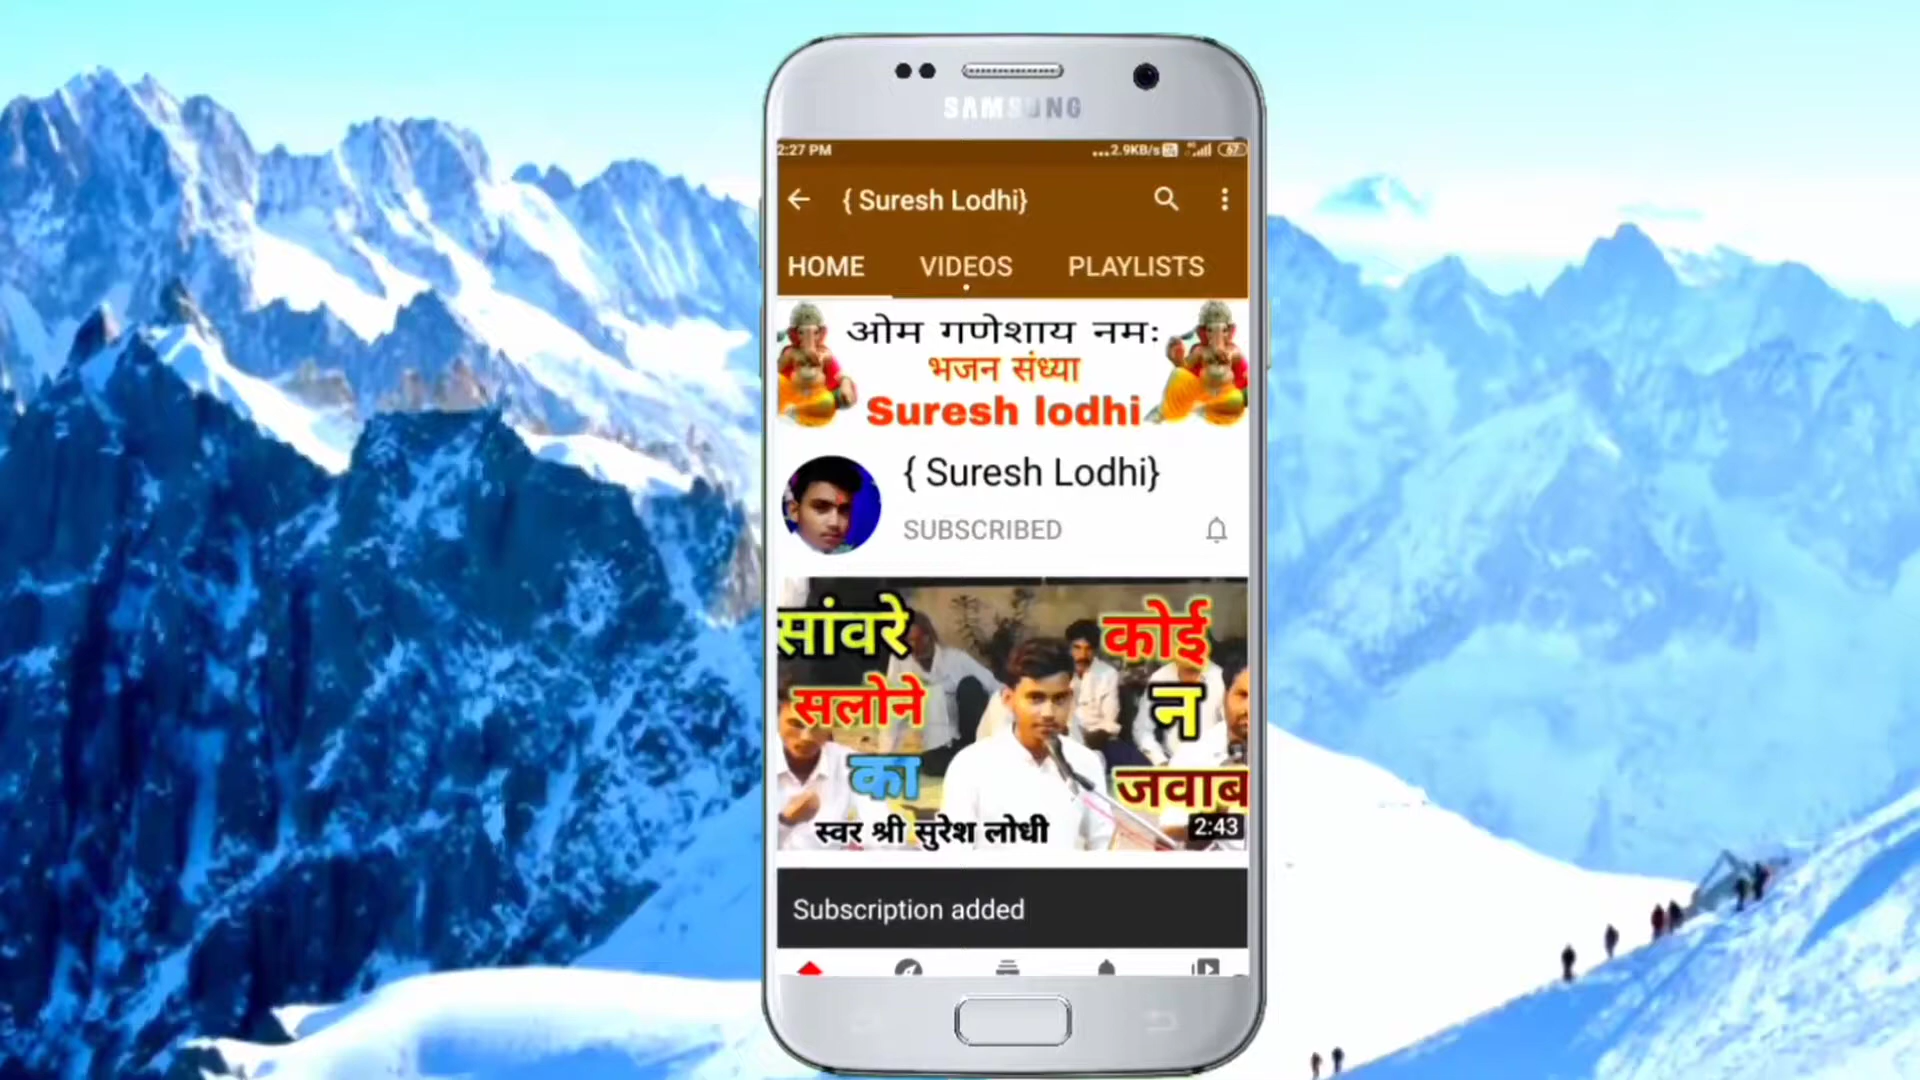 SAMSUNG
2:27 PM ...2.9KB/s 67
{ Suresh Lodhi}
HOME VIDEOS PLAYLISTS
ओम गणेशाय नमः
भजन संध्या
Suresh lodhi
{ Suresh Lodhi}
SUBSCRIBED
सांवरे कोई
सलोने न
का जवाब
स्वर श्री सुरेश लोधी 2:43
Subscription added